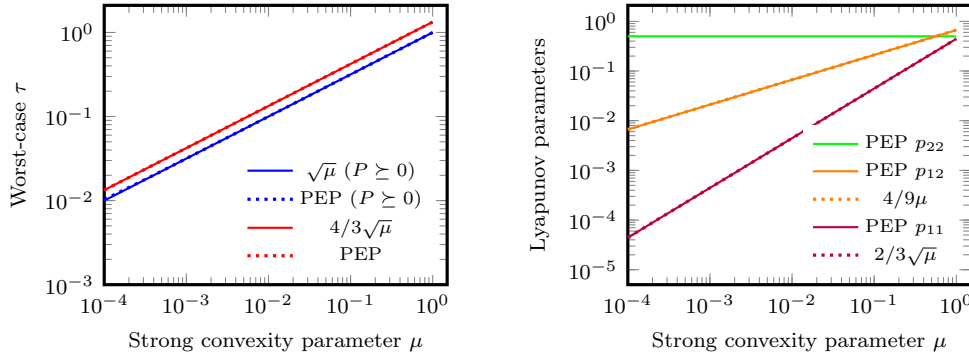 10^0
10^−1
10^−2
10^−3
10^−4
10^−3
10^−2
10^−1
10^0
Worst-case τ
Strong convexity parameter μ
√μ (P ⪰ 0)
PEP (P ⪰ 0)
4/3√μ
PEP
10^0
10^−1
10^−2
10^−3
10^−4
10^−5
10^−4
10^−3
10^−2
10^−1
10^0
Lyapunov parameters
Strong convexity parameter μ
PEP p_22
PEP p_12
4/9μ
PEP p_11
2/3√μ